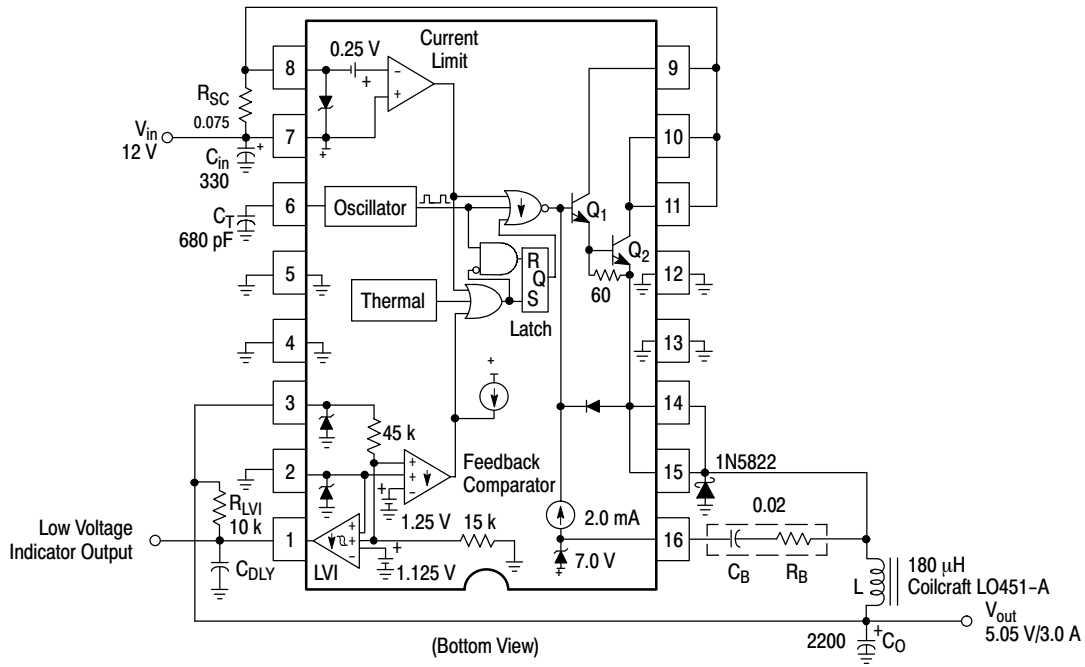 8
0.25 V
+
-
+
Current
Limit
9
R_SC
0.075
V_in
12 V
7
+
+
C_in
330
10
6
Oscillator
C_T
680 pF
Q_1
11
Q_2
5
R
Q
S
60
12
Thermal
Latch
4
13
+
3
45 k
14
2
+
+
-
+
Feedback
Comparator
15
1N5822
R_LVI
10 k
Low Voltage
Indicator Output
1
C_DLY
LVI
+
+
-
+
1.25 V
15 k
1.125 V
2.0 mA
7.0 V
+
16
0.02
C_B
R_B
L
180 μH
Coilcraft LO451-A
V_out
5.05 V/3.0 A
2200
+
C_O
(Bottom View)